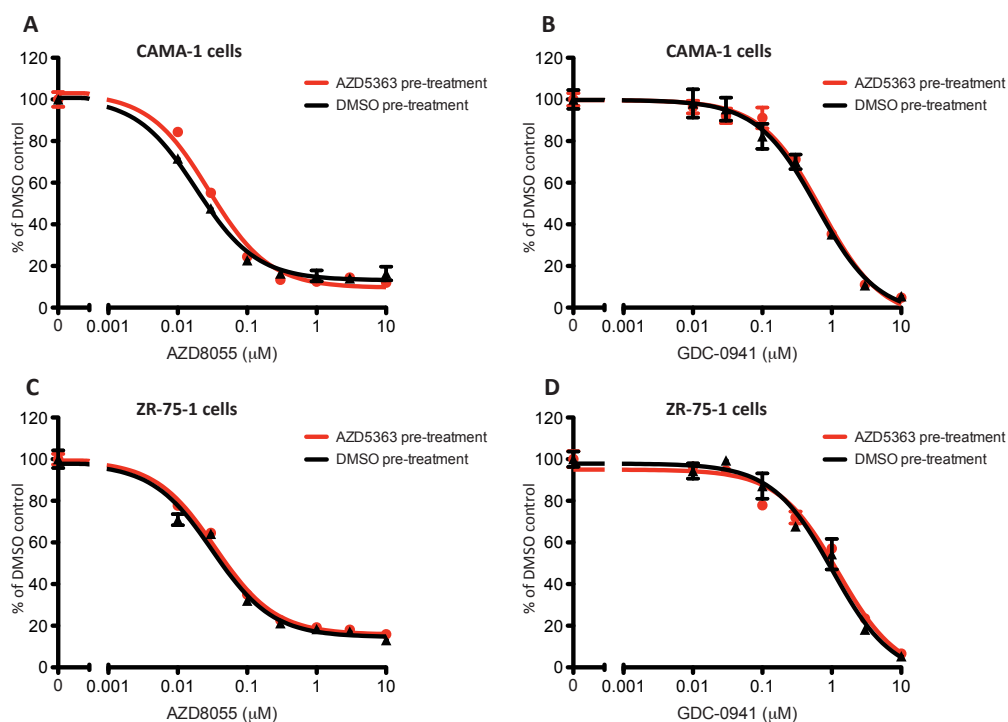 A
CAMA-1 cells
120
100
80
60
40
20
0
% of DMSO control
AZD5363 pre-treatment
DMSO pre-treatment
0 0.001 0.01 0.1 1 10
AZD8055 (μM)
B
CAMA-1 cells
120
100
80
60
40
20
0
% of DMSO control
AZD5363 pre-treatment
DMSO pre-treatment
0 0.001 0.01 0.1 1 10
GDC-0941 (μM)
C
ZR-75-1 cells
120
100
80
60
40
20
0
% of DMSO control
AZD5363 pre-treatment
DMSO pre-treatment
0 0.001 0.01 0.1 1 10
AZD8055 (μM)
D
ZR-75-1 cells
120
100
80
60
40
20
0
% of DMSO control
AZD5363 pre-treatment
DMSO pre-treatment
0 0.001 0.01 0.1 1 10
GDC-0941 (μM)